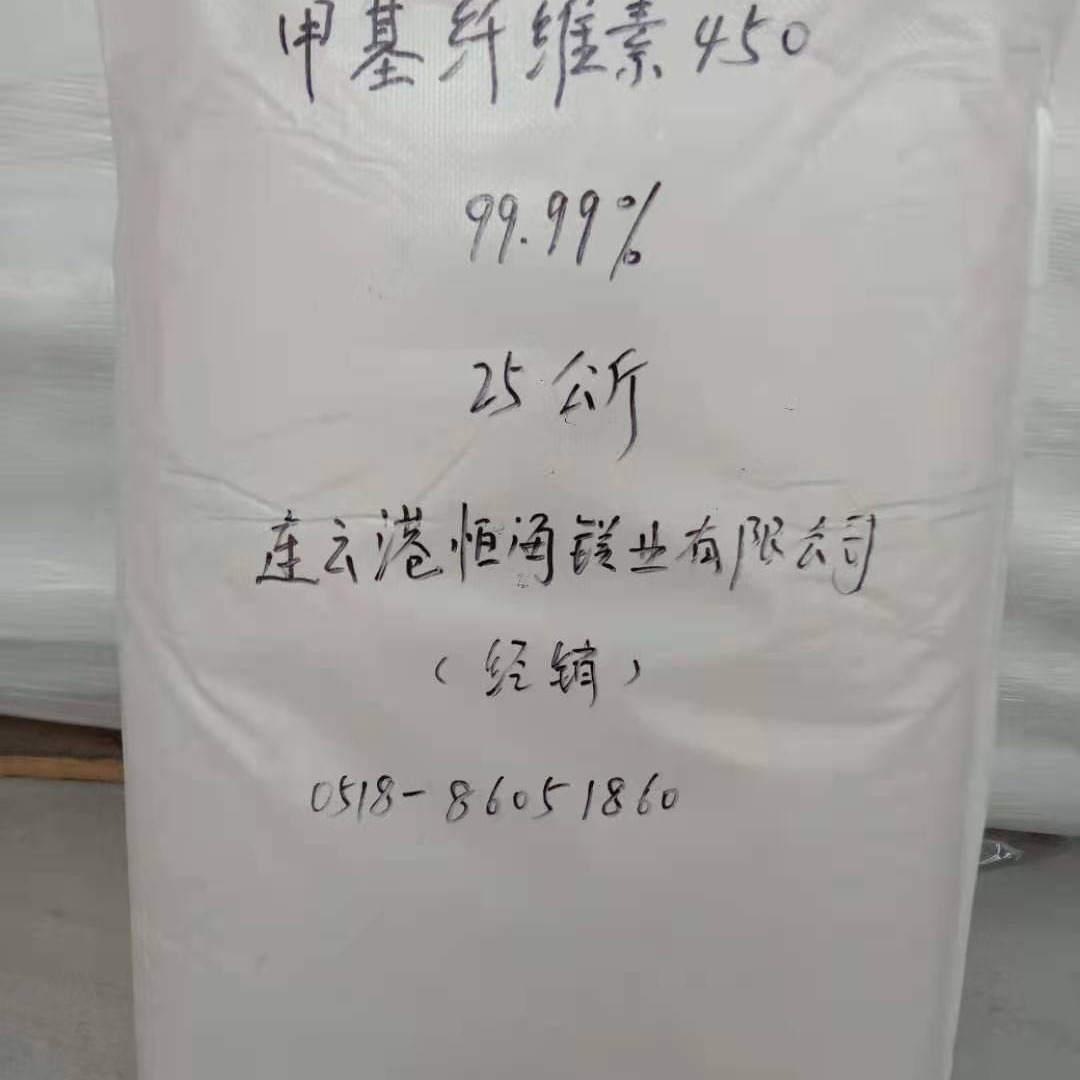 甲基纤维素450
99.99%
25公斤
连云港恒海镁业有限公司
（经销）
0518-86051860